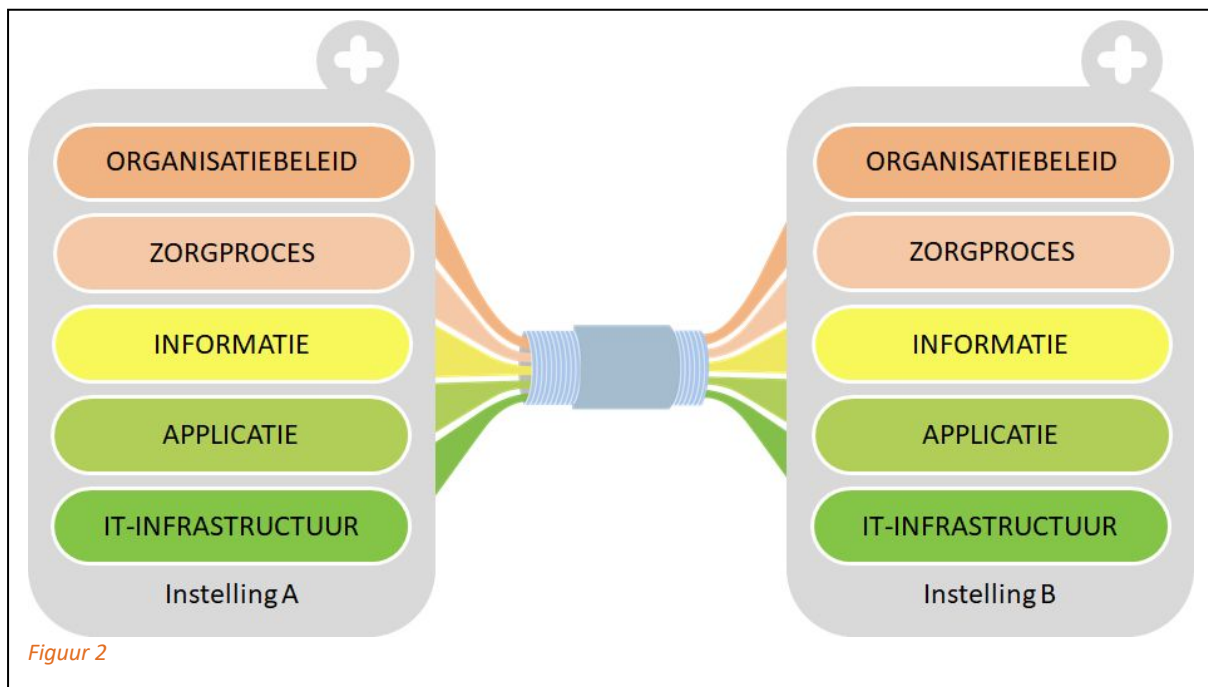 ORGANISATIEBELEID
ZORGPROCES
INFORMATIE
APPLICATIE
IT-INFRASTRUCTUUR
Instelling A
ORGANISATIEBELEID
ZORGPROCES
INFORMATIE
APPLICATIE
IT-INFRASTRUCTUUR
Instelling B
Figuur 2